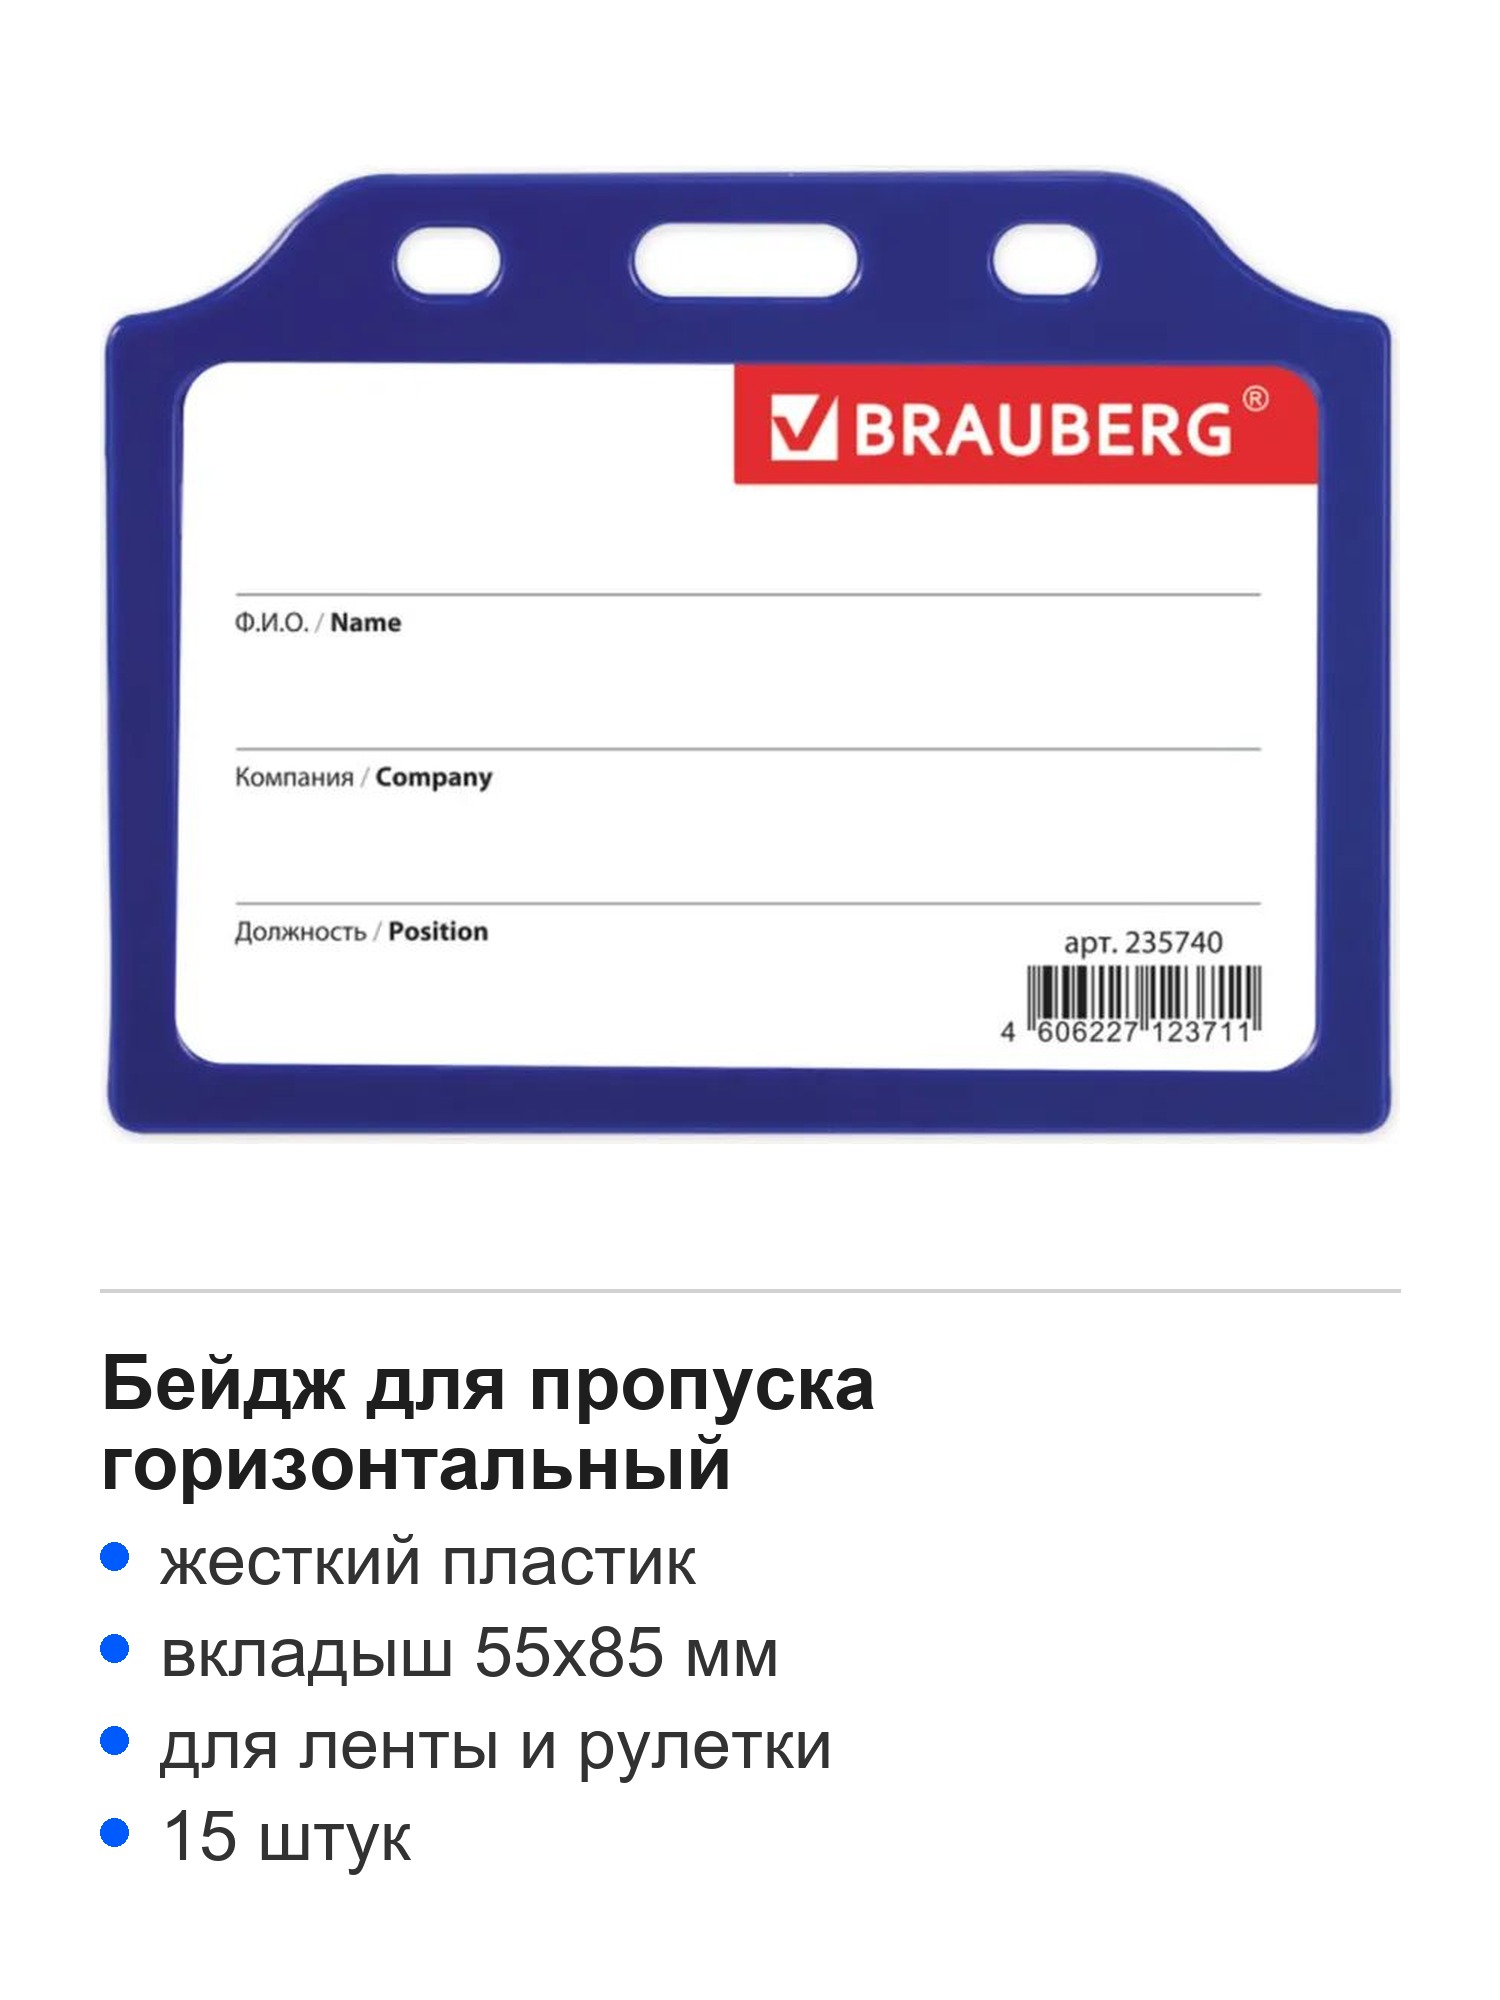 BRAUBERG®
Ф.И.О. / Name
Компания / Company
Должность / Position
арт. 235740
4 606227 123711
Бейдж для пропуска
горизонтальный
жесткий пластик
вкладыш 55х85 мм
для ленты и рулетки
15 штук